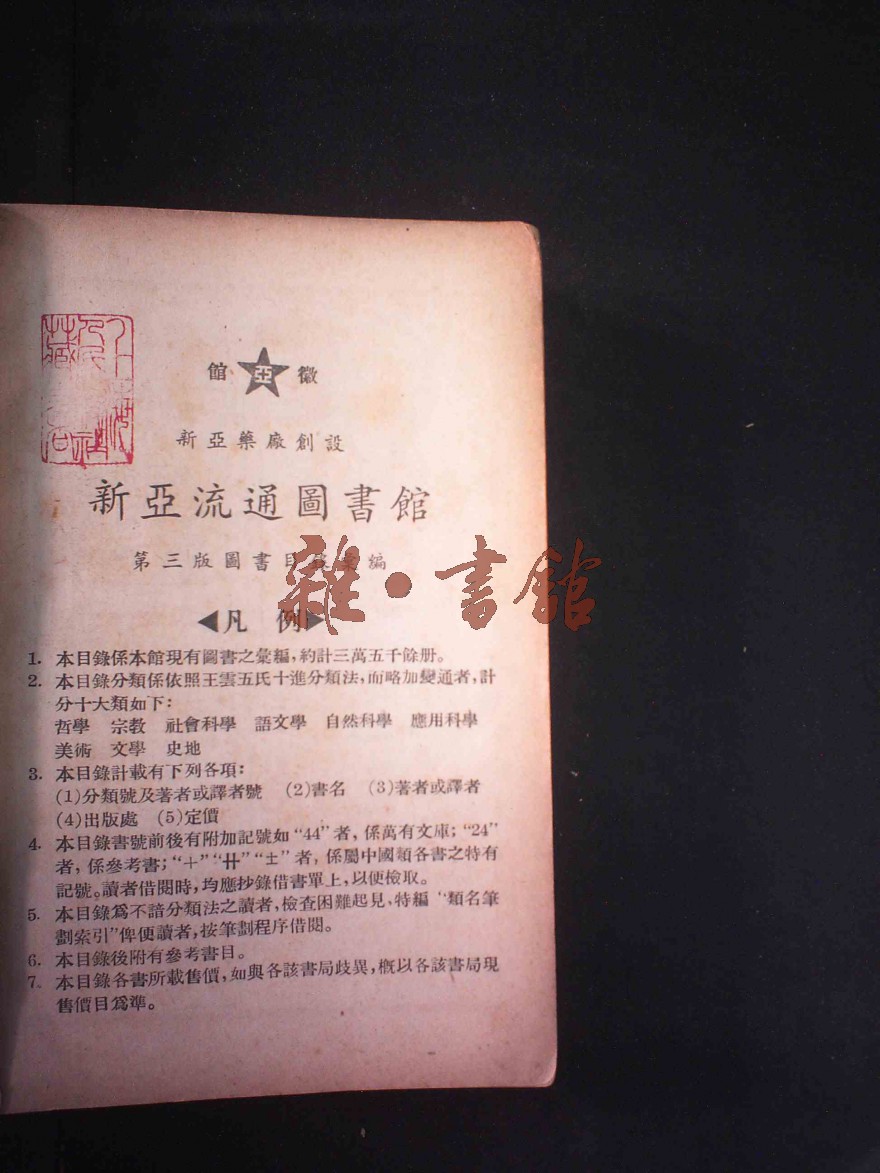 館 亞 徽
新亞藥廠創設
新亞流通圖書館
第三版圖書目錄彙編
◀凡例▶
1. 本目錄係本館現有圖書之彙編,約計三萬五千餘册。
2. 本目錄分類係依照王雲五氏十進分類法,而略加變通者,計
分十大類如下:
哲學 宗教 社會科學 語文學 自然科學 應用科學
美術 文學 史地
3. 本目錄計載有下列各項:
(1)分類號及著者或譯者號 (2)書名 (3)著者或譯者
(4)出版處 (5)定價
4. 本目錄書號前後有附加記號如“44”者,係萬有文庫;“24”
者,係參考書;“十”“卄”“±”者,係屬中國類各書之特有
記號。讀者借閱時,均應抄錄借書單上,以便檢取。
5. 本目錄爲不諳分類法之讀者,檢查困難起見,特編“類名筆
劃索引”俾便讀者,按筆劃程序借閱。
6. 本目錄後附有參考書目。
7. 本目錄各書所載售價,如與各該書局歧異,槪以各該書局現
售價目爲準。
雜·書館